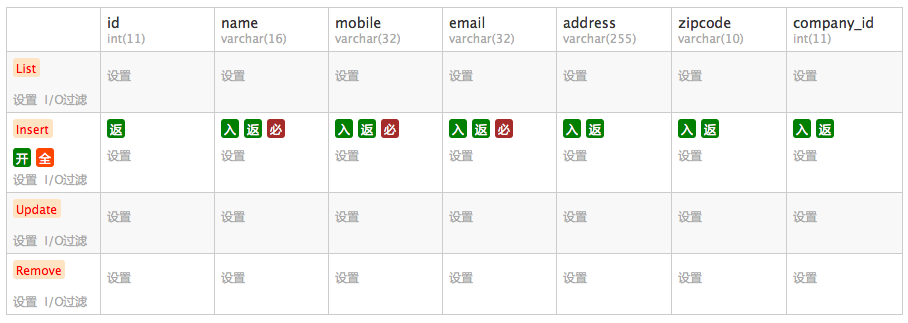 id name mobile email address zipcode company_id
int(11) varchar(16) varchar(32) varchar(32) varchar(255) varchar(10) int(11)
List
设置 设置 设置 设置 设置 设置 设置
设置 I/O过滤
Insert 返 入 返 必 入 返 必 入 返 必 入 返 入 返 入 返
开 全 设置 设置 设置 设置 设置 设置 设置
设置 I/O过滤
Update
设置 设置 设置 设置 设置 设置 设置
设置 I/O过滤
Remove
设置 设置 设置 设置 设置 设置 设置
设置 I/O过滤